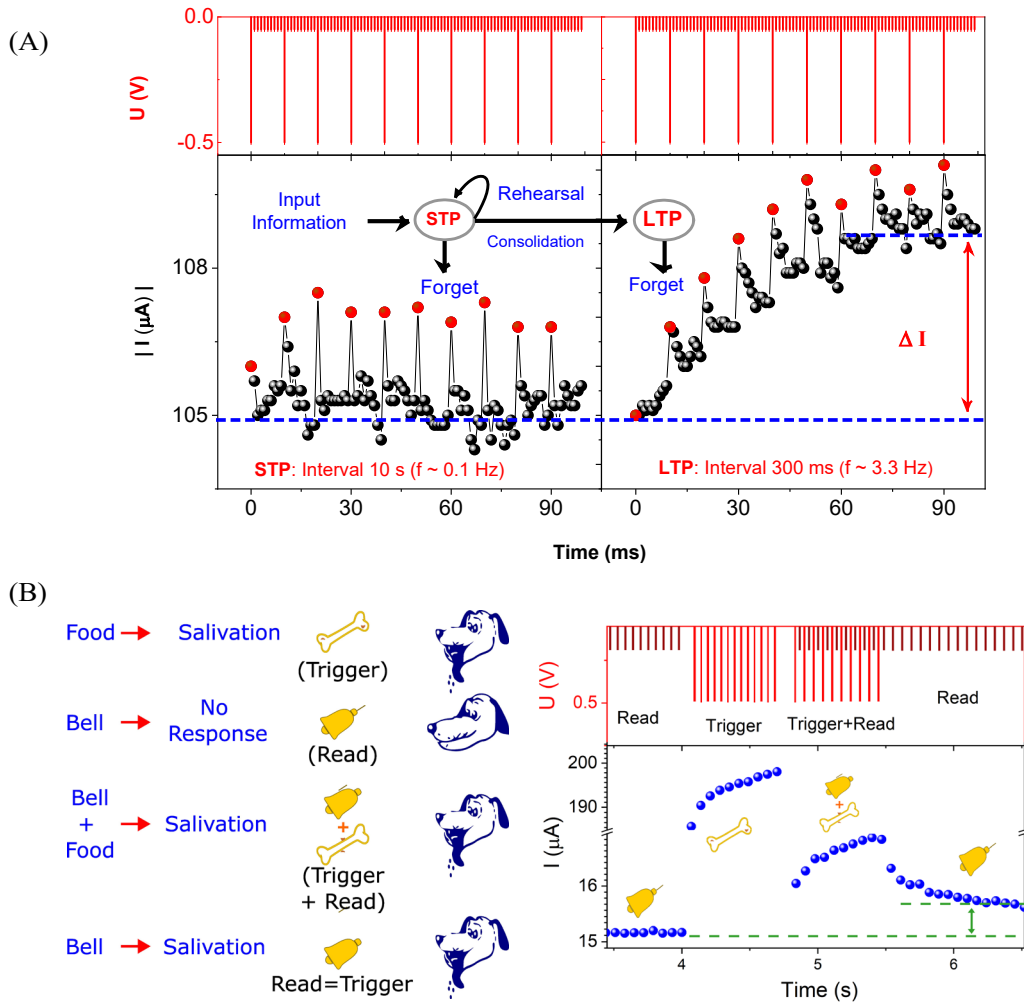 (A)
0.0
-0.5
U (V)
Input
Information
STP
Rehearsal
Consolidation
LTP
Forget
Forget
108
105
| I (μA) |
Δ I
STP: Interval 10 s (f ~ 0.1 Hz)
LTP: Interval 300 ms (f ~ 3.3 Hz)
0 30 60 90 0 30 60 90
Time (ms)
(B)
Food Salivation
(Trigger)
Bell No
Response
(Read)
Bell
+
Food
Salivation
+
(Trigger
+ Read)
Bell Salivation
Read=Trigger
U (V)
0.5
Read Trigger Trigger+Read Read
200
190
16
15
I (μA)
+
4 5 6
Time (s)